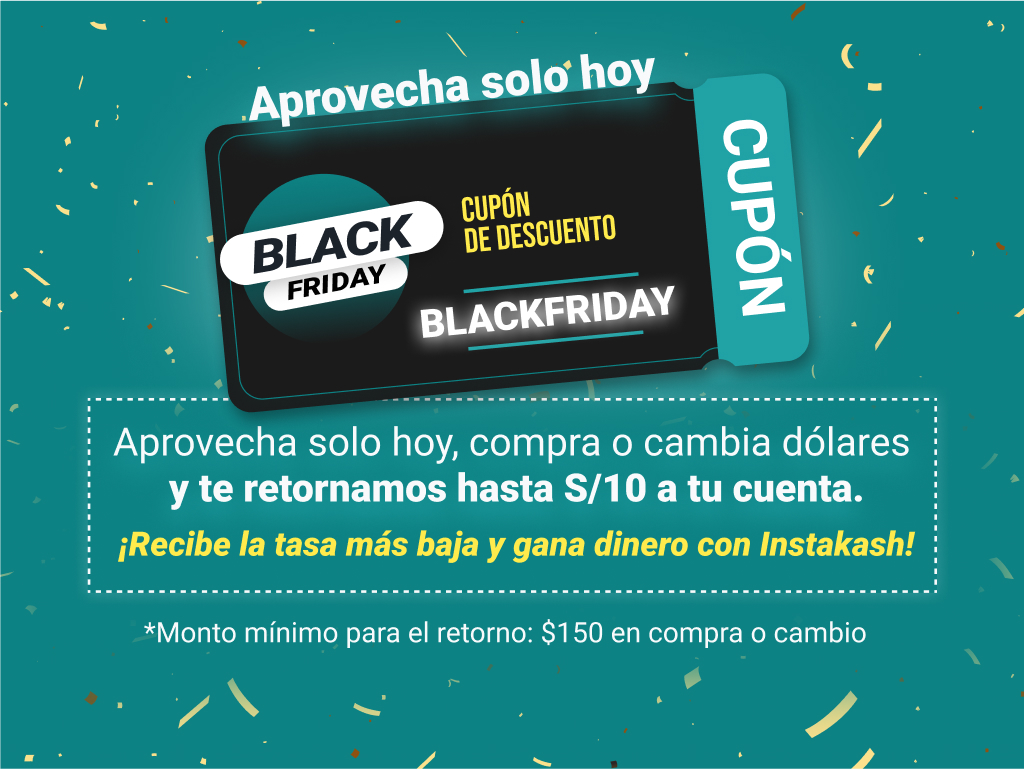 Aprovecha solo hoy
BLACK
FRIDAY
CUPÓN
DE DESCUENTO
BLACKFRIDAY
CUPÓN
Aprovecha solo hoy, compra o cambia dólares
y te retornamos hasta S/10 a tu cuenta.
¡Recibe la tasa más baja y gana dinero con Instakash!
*Monto mínimo para el retorno: $150 en compra o cambio